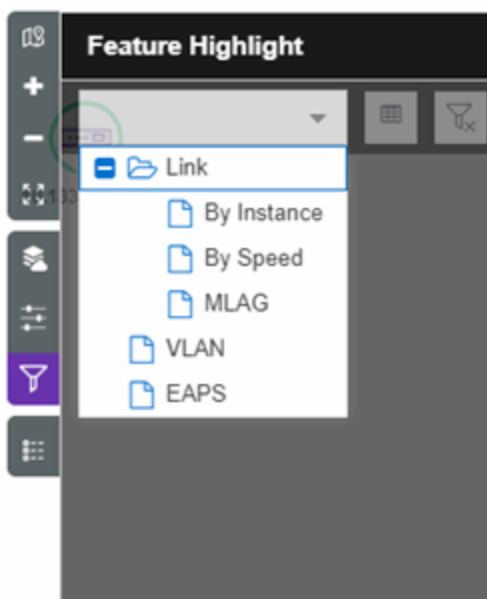 Feature Highlight
Link
By Instance
By Speed
MLAG
VLAN
EAPS